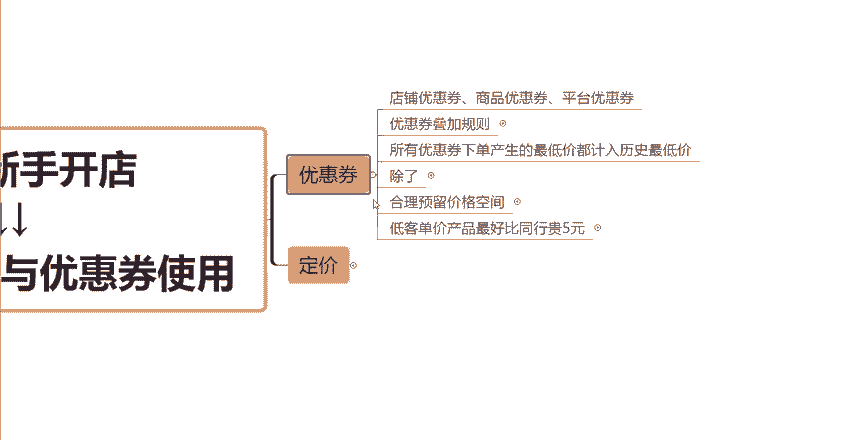 新手开店
↓↓
与优惠券使用
优惠券
店铺优惠券、商品优惠券、平台优惠券
优惠券叠加规则
所有优惠券下单产生的最低价都计入历史最低价
除了
合理预留价格空间
低客单价产品最好比同行贵5元
定价